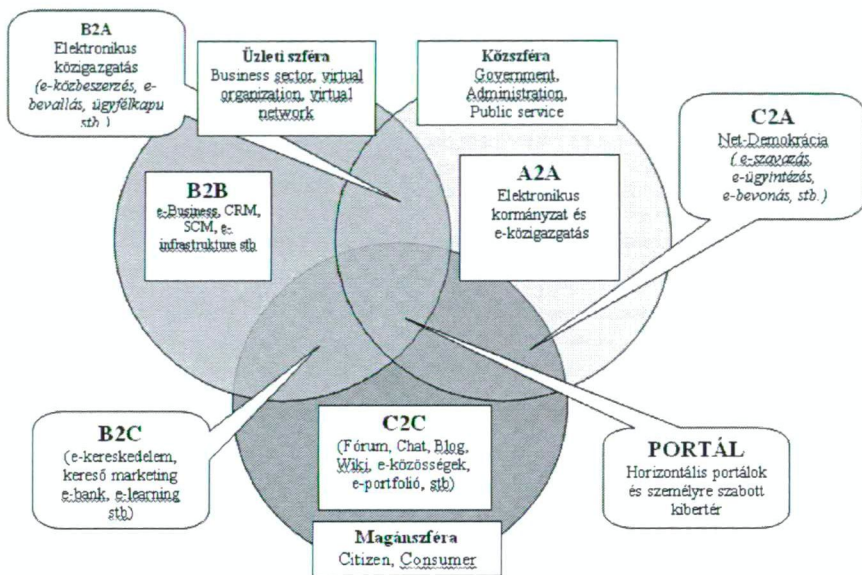 B2A
Elektronikus
közigazgatás
(e-közbeszerzés, e-
bevallás, ügyfélkapu
stb.)
Üzleti szféra
Business sector, virtual
organization, virtual
network
Közszféra
Government,
Administration,
Public service
C2A
Net-Demokrácia
(e-szavazás,
e-ügyintézés,
e-bevonás, stb.)
B2B
e-Business, CRM,
SCM, e-
infrastrukture stb
A2A
Elektronikus
kormányzat és
e-közigazgatás
B2C
(e-kereskedelem,
kereső marketing
e-bank, e-learning
stb)
C2C
(Fórum, Chat, Blog,
Wiki, e-közösségek,
e-portfolió, stb)
PORTÁL
Horizontális portálok
és személyre szabott
kibertér
Magánszféra
Citizen, Consumer